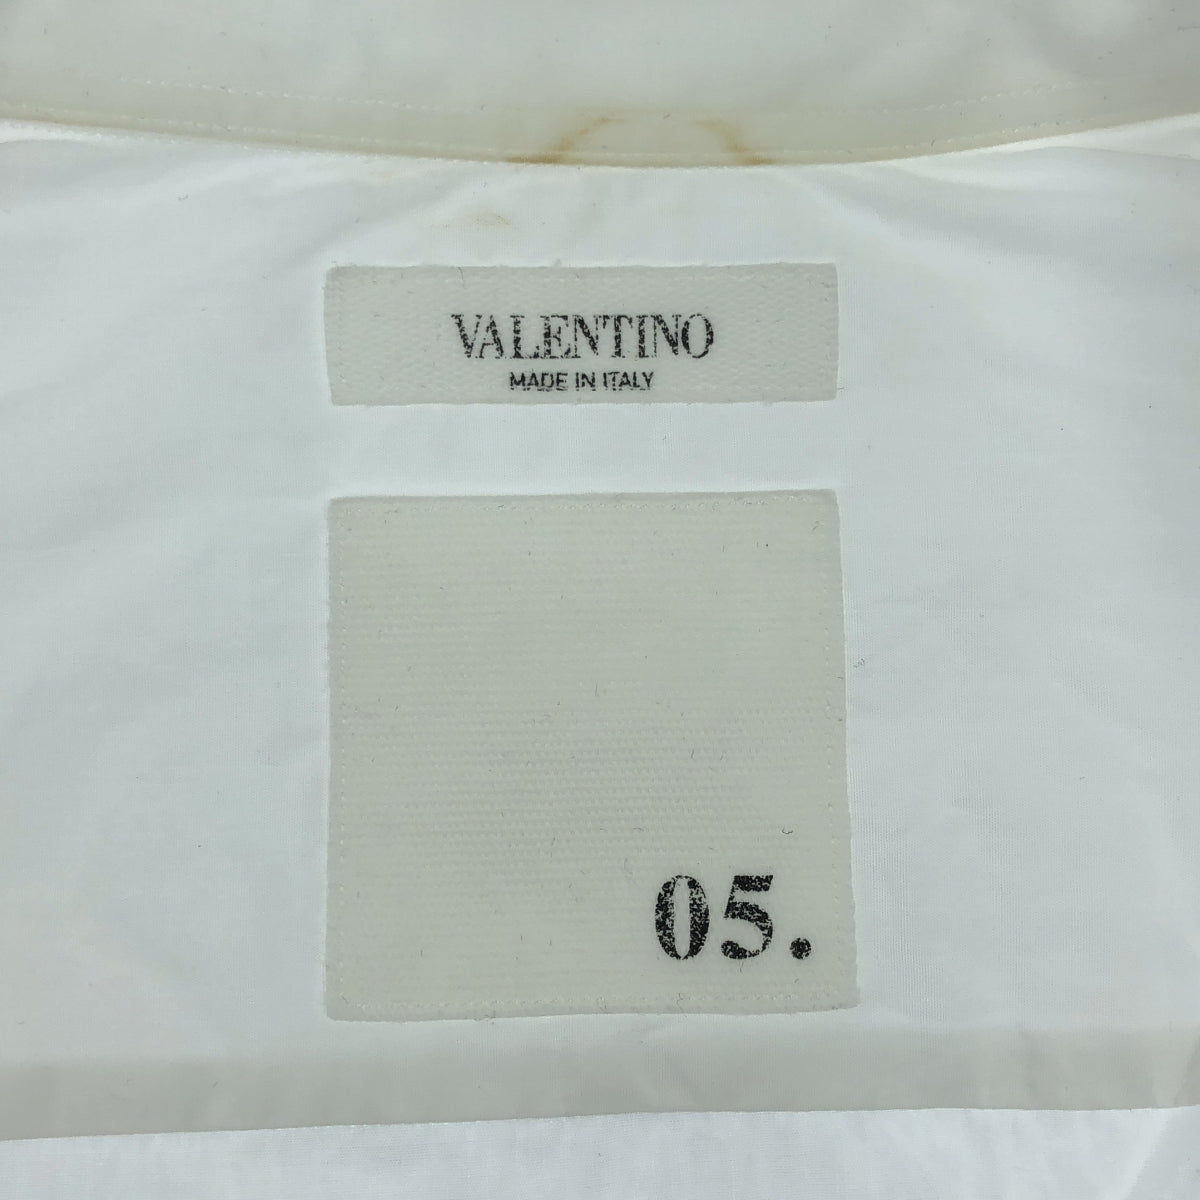 VALENTINO
MADE IN ITALY
05.